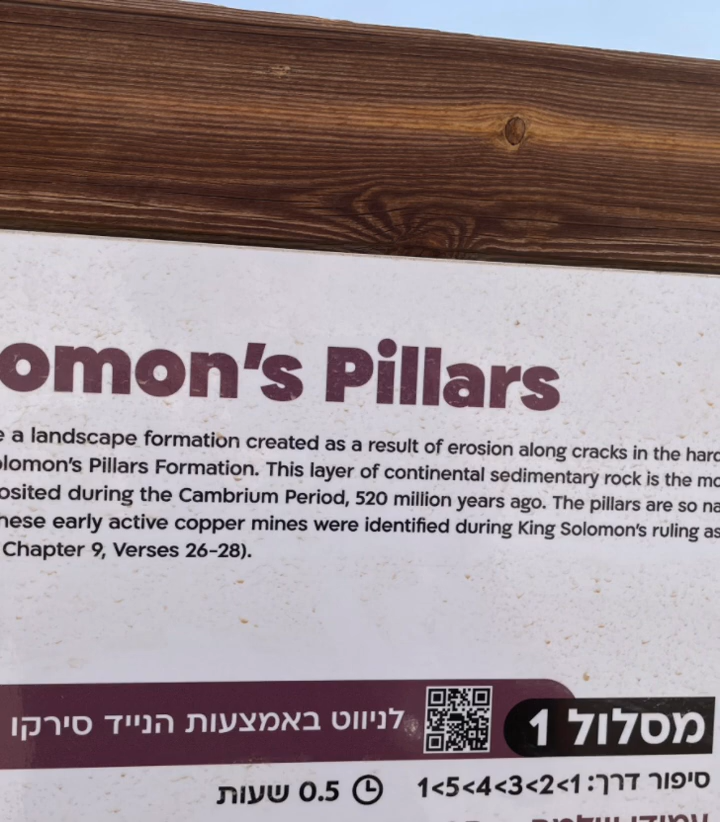 omon's Pillars
e a landscape formation created as a result of erosion along cracks in the hard
olomon's Pillars Formation. This layer of continental sedimentary rock is the mo
osited during the Cambrium Period, 520 million years ago. The pillars are so na
hese early active copper mines were identified during King Solomon's ruling as
Chapter 9, Verses 26-28).
מסלול 1
לניווט באמצעות הנייד סירקו
סיפור דרך: 1>2>3>4>5>1
0.5 שעות